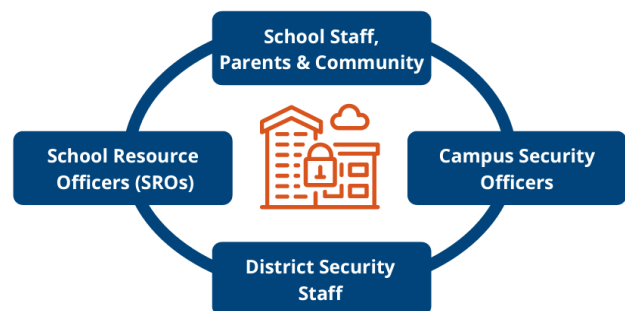 School Staff,
Parents & Community
School Resource
Officers (SROs)
Campus Security
Officers
District Security
Staff